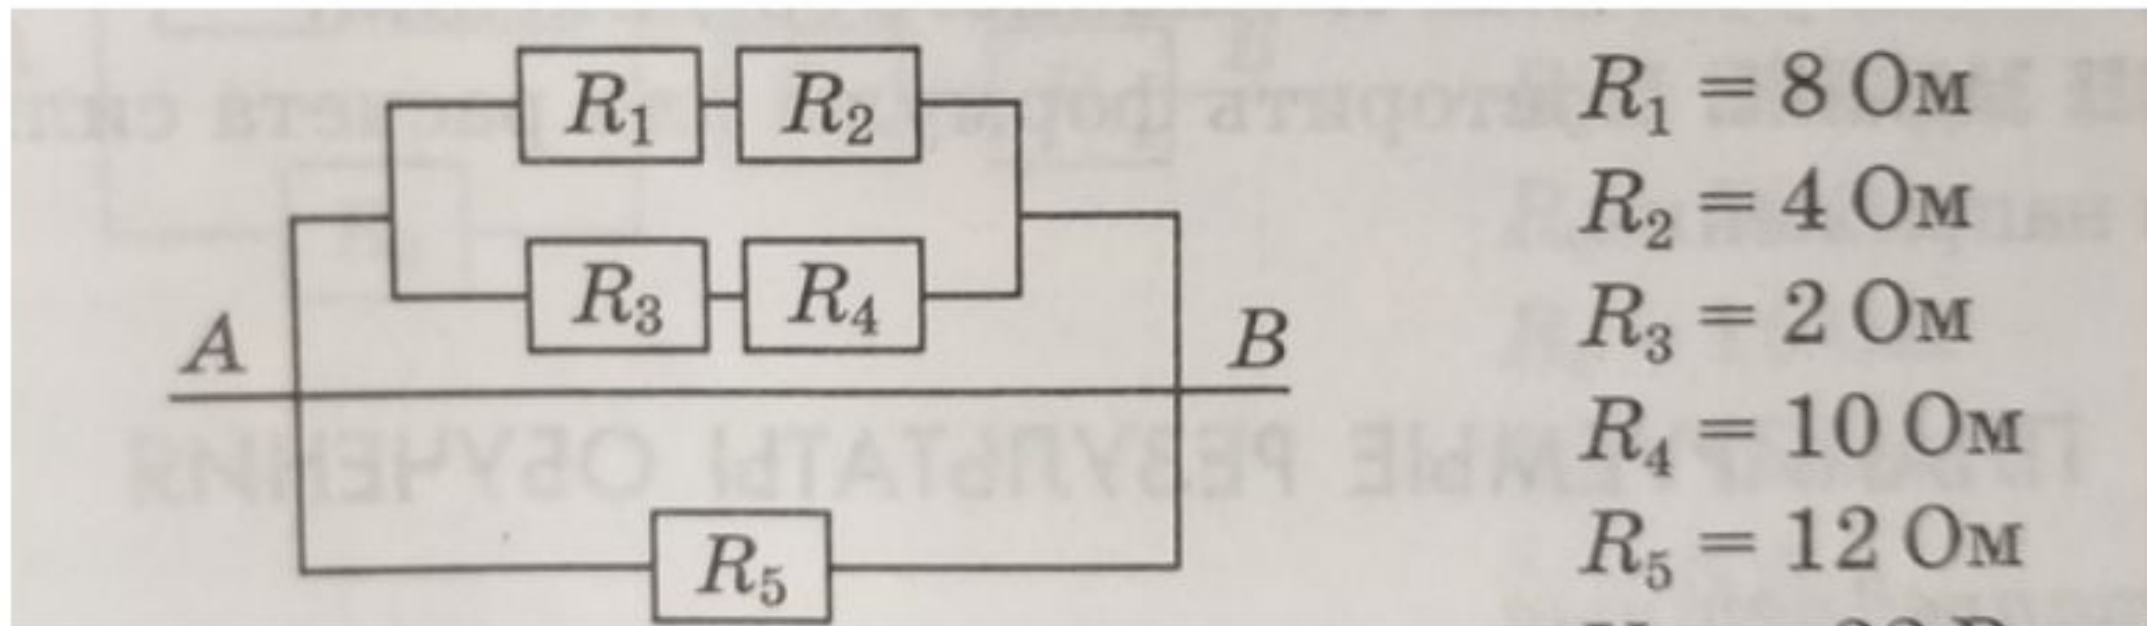 R₁ R₂
R₃ R₄
A B
R₅
R₁ = 8 Ом
R₂ = 4 Ом
R₃ = 2 Ом
R₄ = 10 Ом
R₅ = 12 Ом